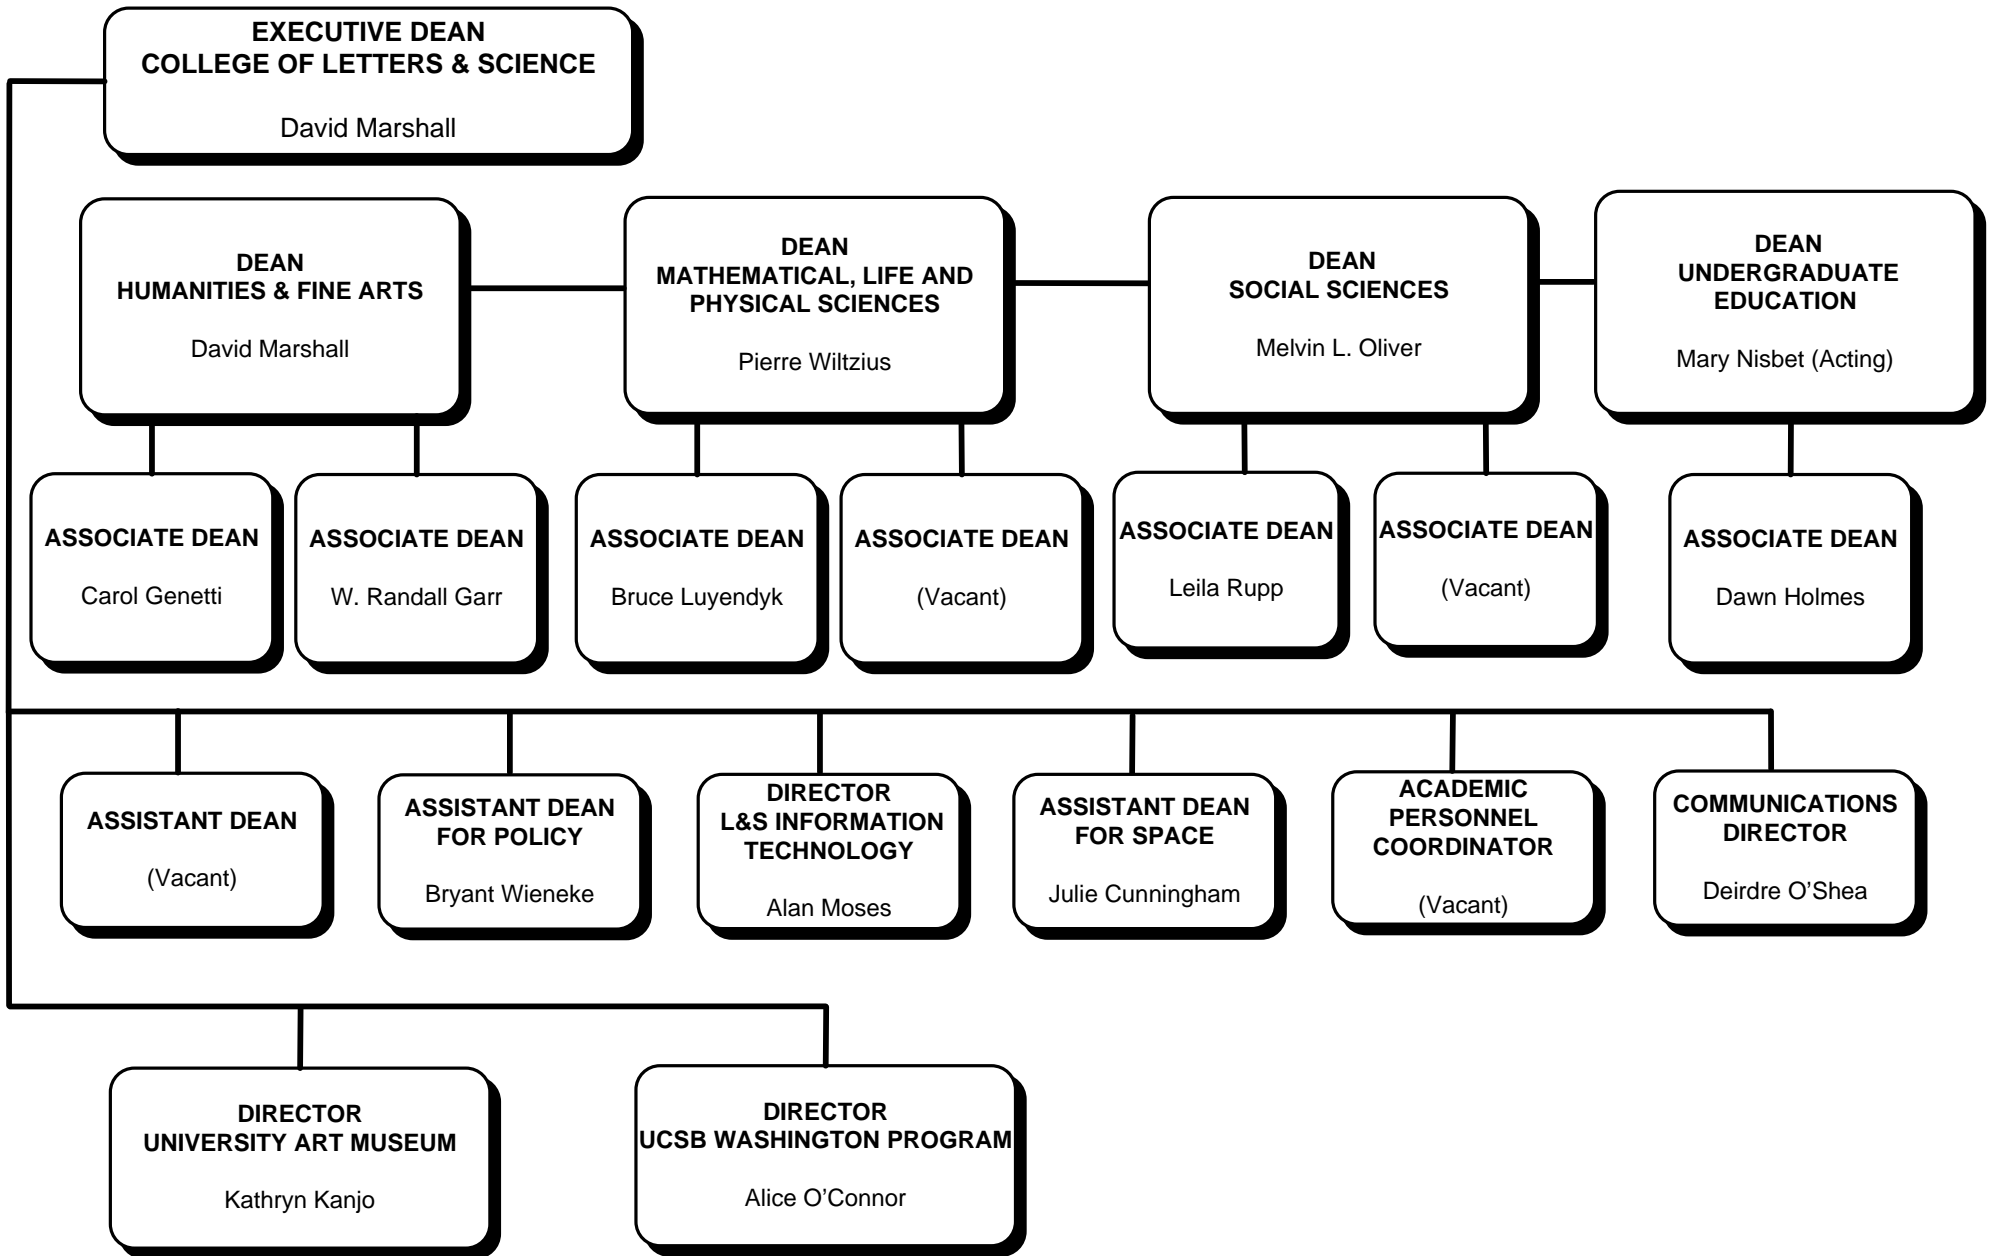 EXECUTIVE DEAN
COLLEGE OF LETTERS & SCIENCE
David Marshall
DEAN
HUMANITIES & FINE ARTS
David Marshall
DEAN
MATHEMATICAL, LIFE AND
PHYSICAL SCIENCES
Pierre Wiltzius
DEAN
SOCIAL SCIENCES
Melvin L. Oliver
DEAN
UNDERGRADUATE
EDUCATION
Mary Nisbet (Acting)
ASSOCIATE DEAN
Carol Genetti
ASSOCIATE DEAN
W. Randall Garr
ASSOCIATE DEAN
Bruce Luyendyk
ASSOCIATE DEAN
(Vacant)
ASSOCIATE DEAN
Leila Rupp
ASSOCIATE DEAN
(Vacant)
ASSOCIATE DEAN
Dawn Holmes
ASSISTANT DEAN
(Vacant)
ASSISTANT DEAN
FOR POLICY
Bryant Wieneke
DIRECTOR
L&S INFORMATION
TECHNOLOGY
Alan Moses
ASSISTANT DEAN
FOR SPACE
Julie Cunningham
ACADEMIC
PERSONNEL
COORDINATOR
(Vacant)
COMMUNICATIONS
DIRECTOR
Deirdre O’Shea
DIRECTOR
UNIVERSITY ART MUSEUM
Kathryn Kanjo
DIRECTOR
UCSB WASHINGTON PROGRAM
Alice O’Connor